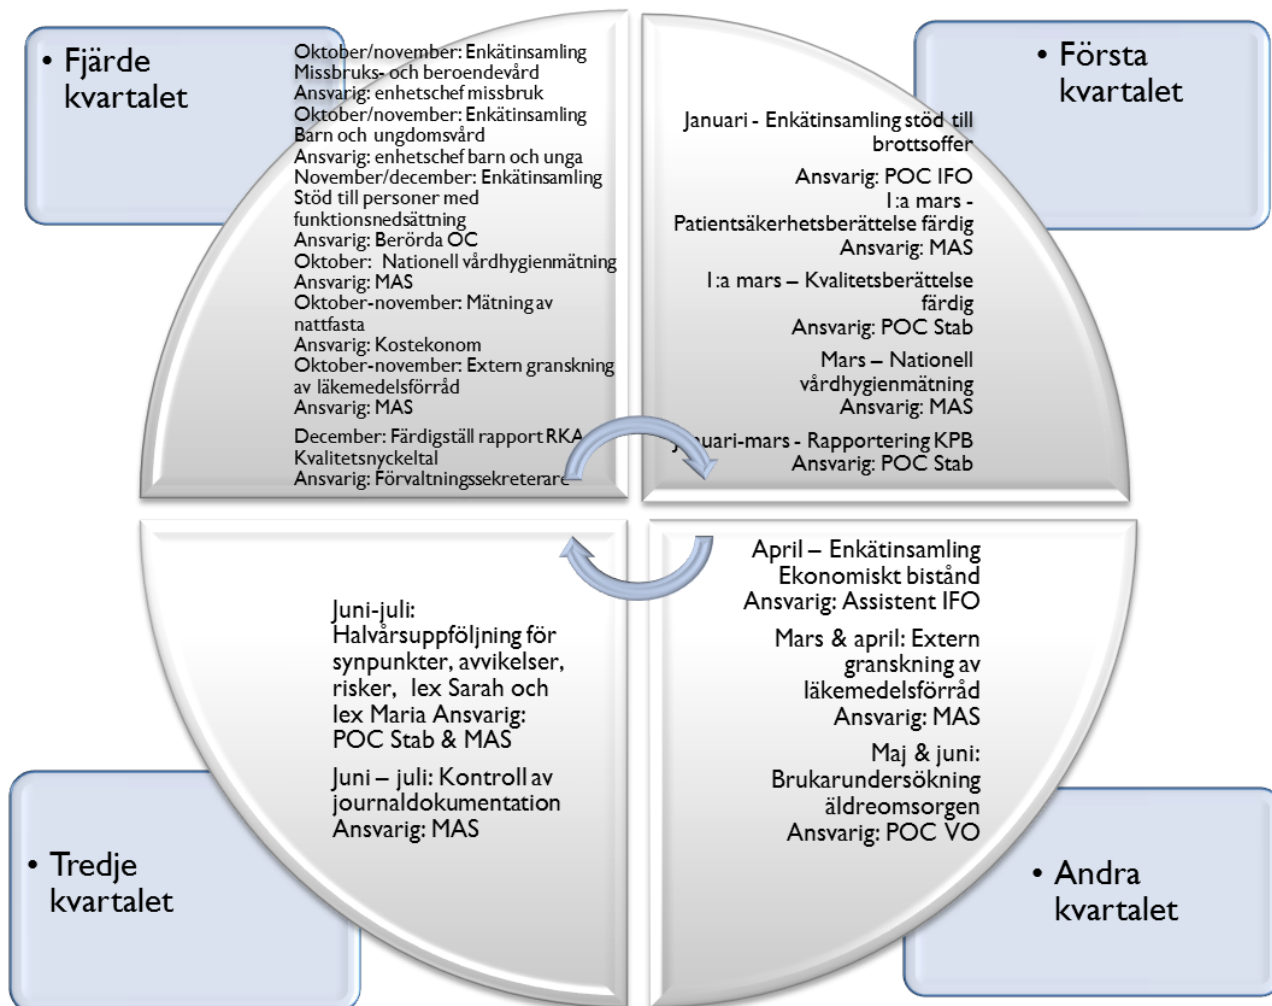 • Fjärde
kvartalet
Oktober/november: Enkätinsamling
Missbruks- och beroendevård
Ansvarig: enhetschef missbruk
Oktober/november: Enkätinsamling
Barn och ungdomsvård
Ansvarig: enhetschef barn och unga
November/december: Enkätinsamling
Stöd till personer med
funktionsnedsättning
Ansvarig: Berörda OC
Oktober: Nationell vårdhygienmätning
Ansvarig: MAS
Oktober-november: Mätning av
nattfasta
Ansvarig: Kostekonom
Oktober-november: Extern granskning
av läkemedelsförråd
Ansvarig: MAS
December: Färdigställ rapport RKA
Kvalitetsnyckeltal
Ansvarig: Förvaltningssekreterare
• Första
kvartalet
Januari - Enkätinsamling stöd till
brottsoffer
Ansvarig: POC IFO
1:a mars -
Patientsäkerhetsberättelse färdig
Ansvarig: MAS
1:a mars – Kvalitetsberättelse
färdig
Ansvarig: POC Stab
Mars – Nationell
vårdhygienmätning
Ansvarig: MAS
Januari-mars - Rapportering KPB
Ansvarig: POC Stab
Juni-juli:
Halvårsuppföljning för
synpunkter, avvikelser,
risker, lex Sarah och
lex Maria Ansvarig:
POC Stab & MAS
Juni – juli: Kontroll av
journaldokumentation
Ansvarig: MAS
• Tredje
kvartalet
April – Enkätinsamling
Ekonomiskt bistånd
Ansvarig: Assistent IFO
Mars & april: Extern
granskning av
läkemedelsförråd
Ansvarig: MAS
Maj & juni:
Brukarundersökning
äldreomsorgen
Ansvarig: POC VO
• Andra
kvartalet